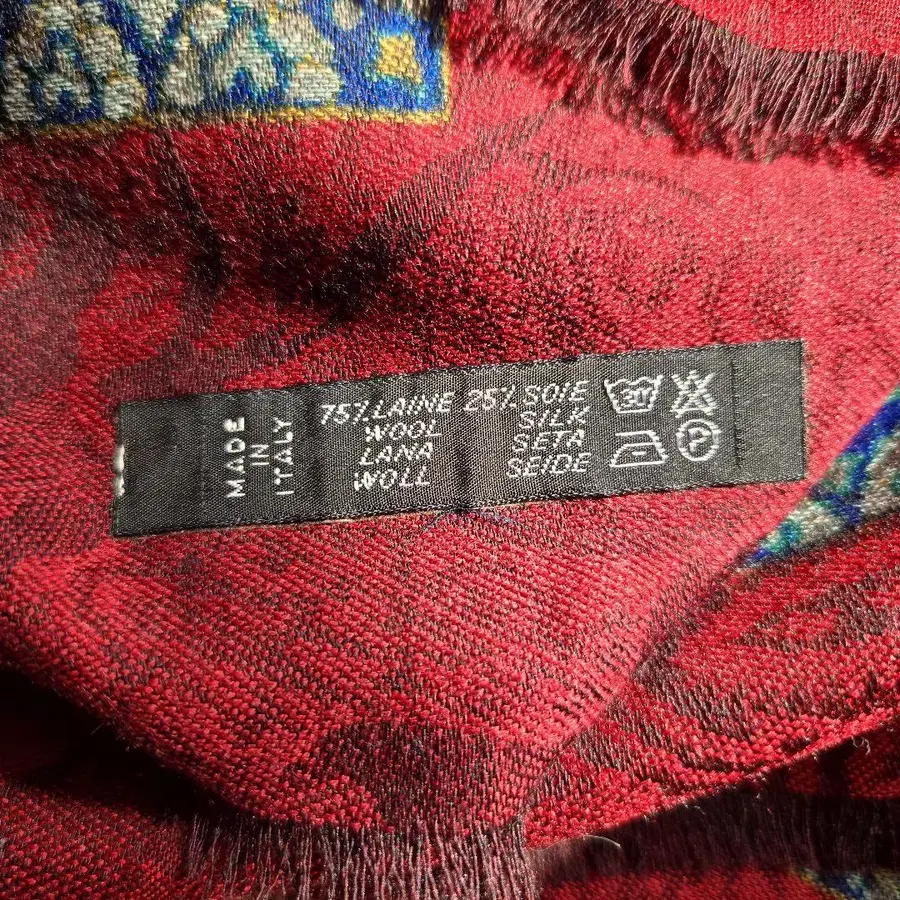 MADE
IN
ITALY
75% LAINE 25% SOIE
WOOL SILK
LANA SETA
WOLL SEIDE
30°
P